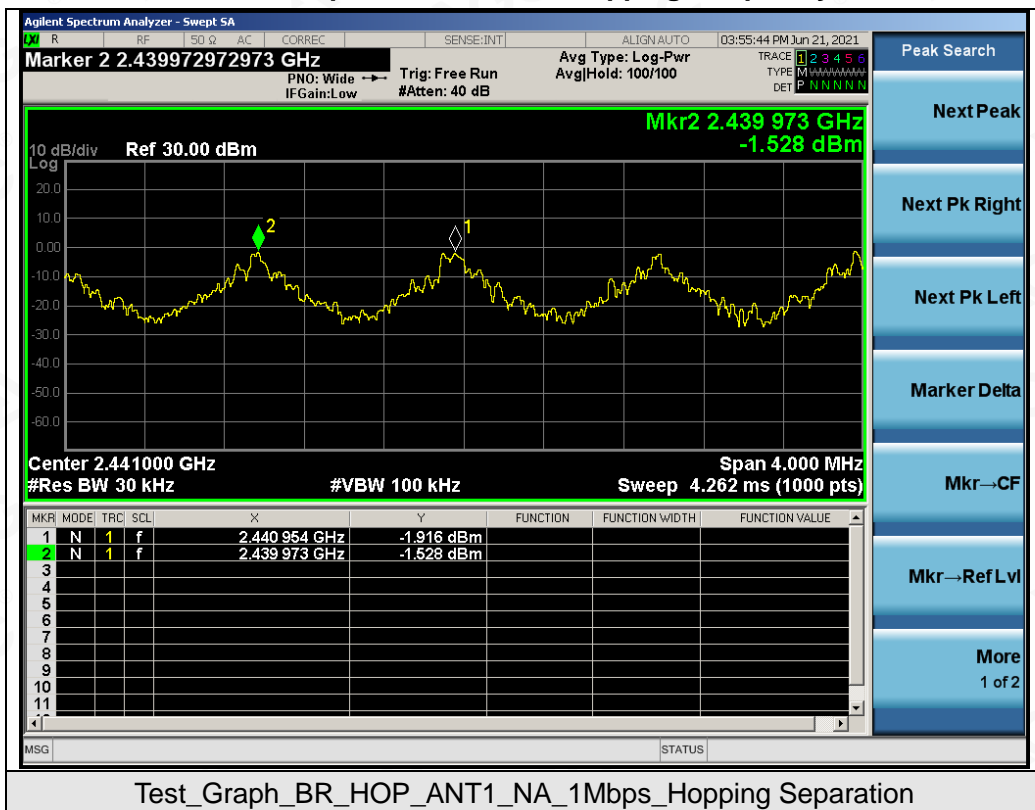 Agilent Spectrum Analyzer - Swept SA
LXI R RF 50 Ω AC CORREC SENSE:INT ALIGN AUTO 03:55:44 PM Jun 21, 2021
Marker 2 2.439972972973 GHz
PNO: Wide
IFGain:Low
Trig: Free Run
#Atten: 40 dB
Avg Type: Log-Pwr
Avg|Hold: 100/100
TRACE 1 2 3 4 5 6
TYPE M
DET P N N N N N
Mkr2 2.439 973 GHz
-1.528 dBm
10 dB/div Ref 30.00 dBm
Log
20.0
10.0
0.00
-10.0
-20.0
-30.0
-40.0
-50.0
-60.0
2
1
Center 2.441000 GHz Span 4.000 MHz
#Res BW 30 kHz #VBW 100 kHz Sweep 4.262 ms (1000 pts)
MKR MODE TRC SCL X Y FUNCTION FUNCTION WIDTH FUNCTION VALUE
1 N 1 f 2.440 954 GHz -1.916 dBm
2 N 1 f 2.439 973 GHz -1.528 dBm
3
4
5
6
7
8
9
10
11
MSG STATUS
Peak Search
Next Peak
Next Pk Right
Next Pk Left
Marker Delta
Mkr→CF
Mkr→Ref Lvl
More
1 of 2
Test_Graph_BR_HOP_ANT1_NA_1Mbps_Hopping Separation